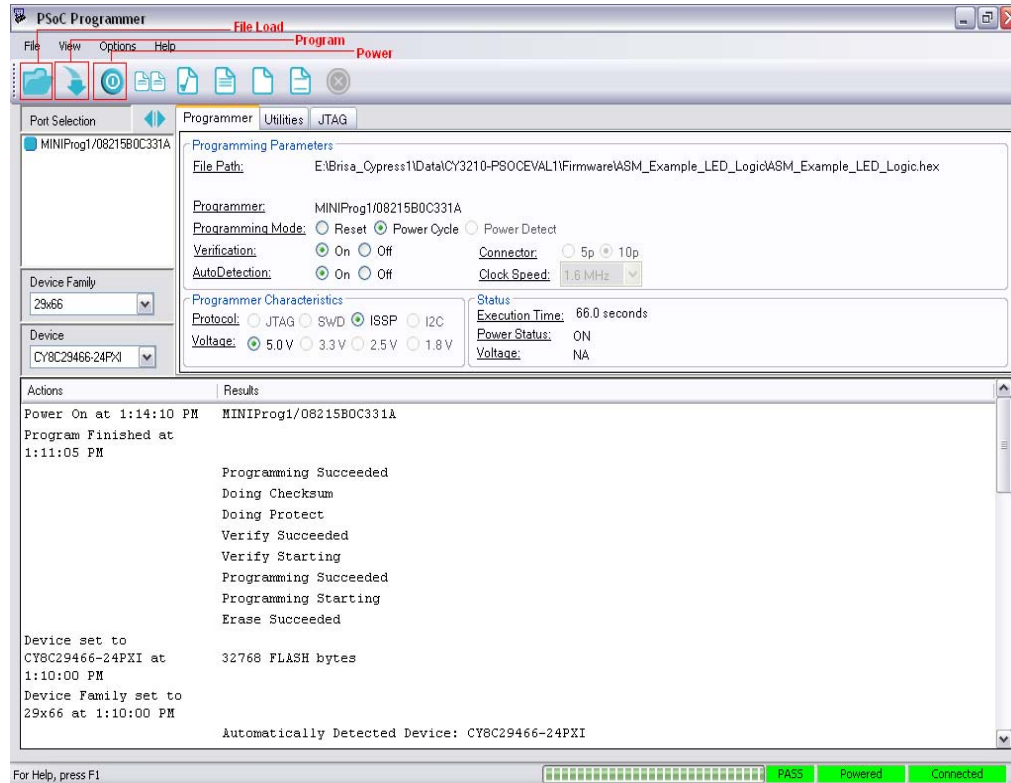 PSoC Programmer
File Load
Program
Power
File View Options Help
Port Selection
MINIProg1/08215B0C331A
Device Family
29x66
Device
CY8C29466-24PXI
Programmer Utilities JTAG
Programming Parameters
File Path: E:\Brisa_Cypress1\Data\CY3210-PSOCEVAL1\Firmware\ASM_Example_LED_Logic\ASM_Example_LED_Logic.hex
Programmer: MINIProg1/08215B0C331A
Programming Mode: Reset Power Cycle Power Detect
Verification: On Off Connector: 5p 10p
AutoDetection: On Off Clock Speed: 1.6 MHz
Programmer Characteristics
Protocol: JTAG SWD ISSP I2C
Voltage: 5.0 V 3.3 V 2.5 V 1.8 V
Status
Execution Time: 66.0 seconds
Power Status: ON
Voltage: NA
Actions Results
Power On at 1:14:10 PM MINIProg1/08215B0C331A
Program Finished at
1:11:05 PM
Programming Succeeded
Doing Checksum
Doing Protect
Verify Succeeded
Verify Starting
Programming Succeeded
Programming Starting
Erase Succeeded
Device set to
CY8C29466-24PXI at 32768 FLASH bytes
1:10:00 PM
Device Family set to
29x66 at 1:10:00 PM
Automatically Detected Device: CY8C29466-24PXI
For Help, press F1 PASS Powered Connected